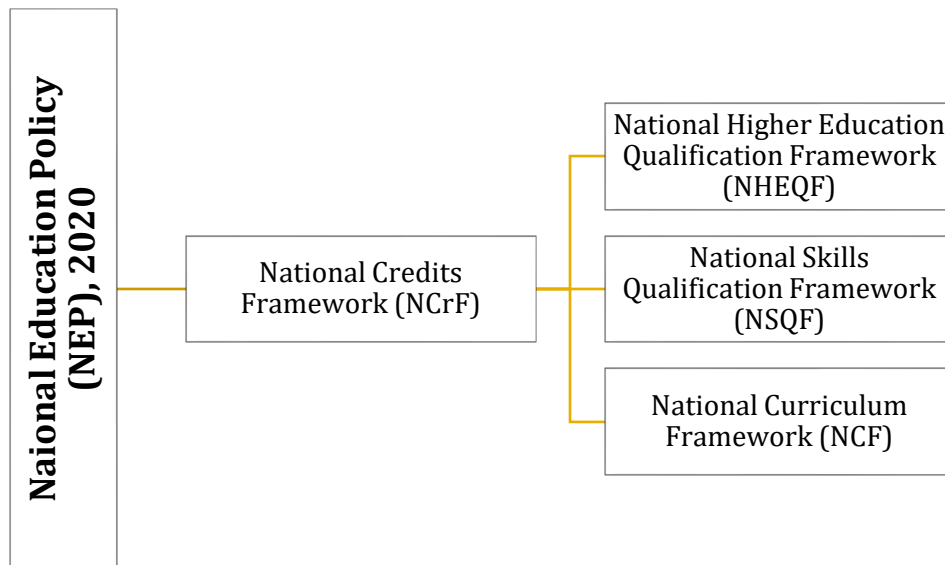 Naional Education Policy
(NEP), 2020
National Credits
Framework (NCrF)
National Higher Education
Qualification Framework
(NHEQF)
National Skills
Qualification Framework
(NSQF)
National Curriculum
Framework (NCF)